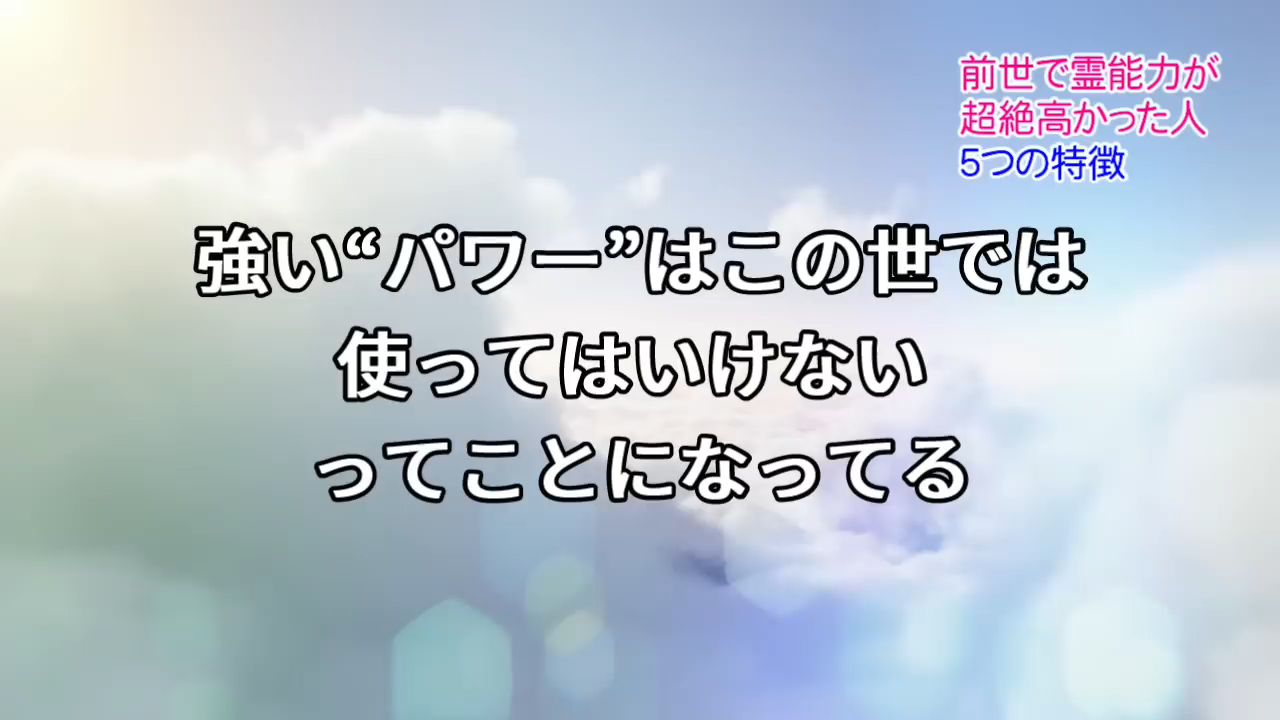 前世で霊能力が
超絶高かった人
5つの特徴
強い“パワー”はこの世では
使ってはいけない
ってことになってる